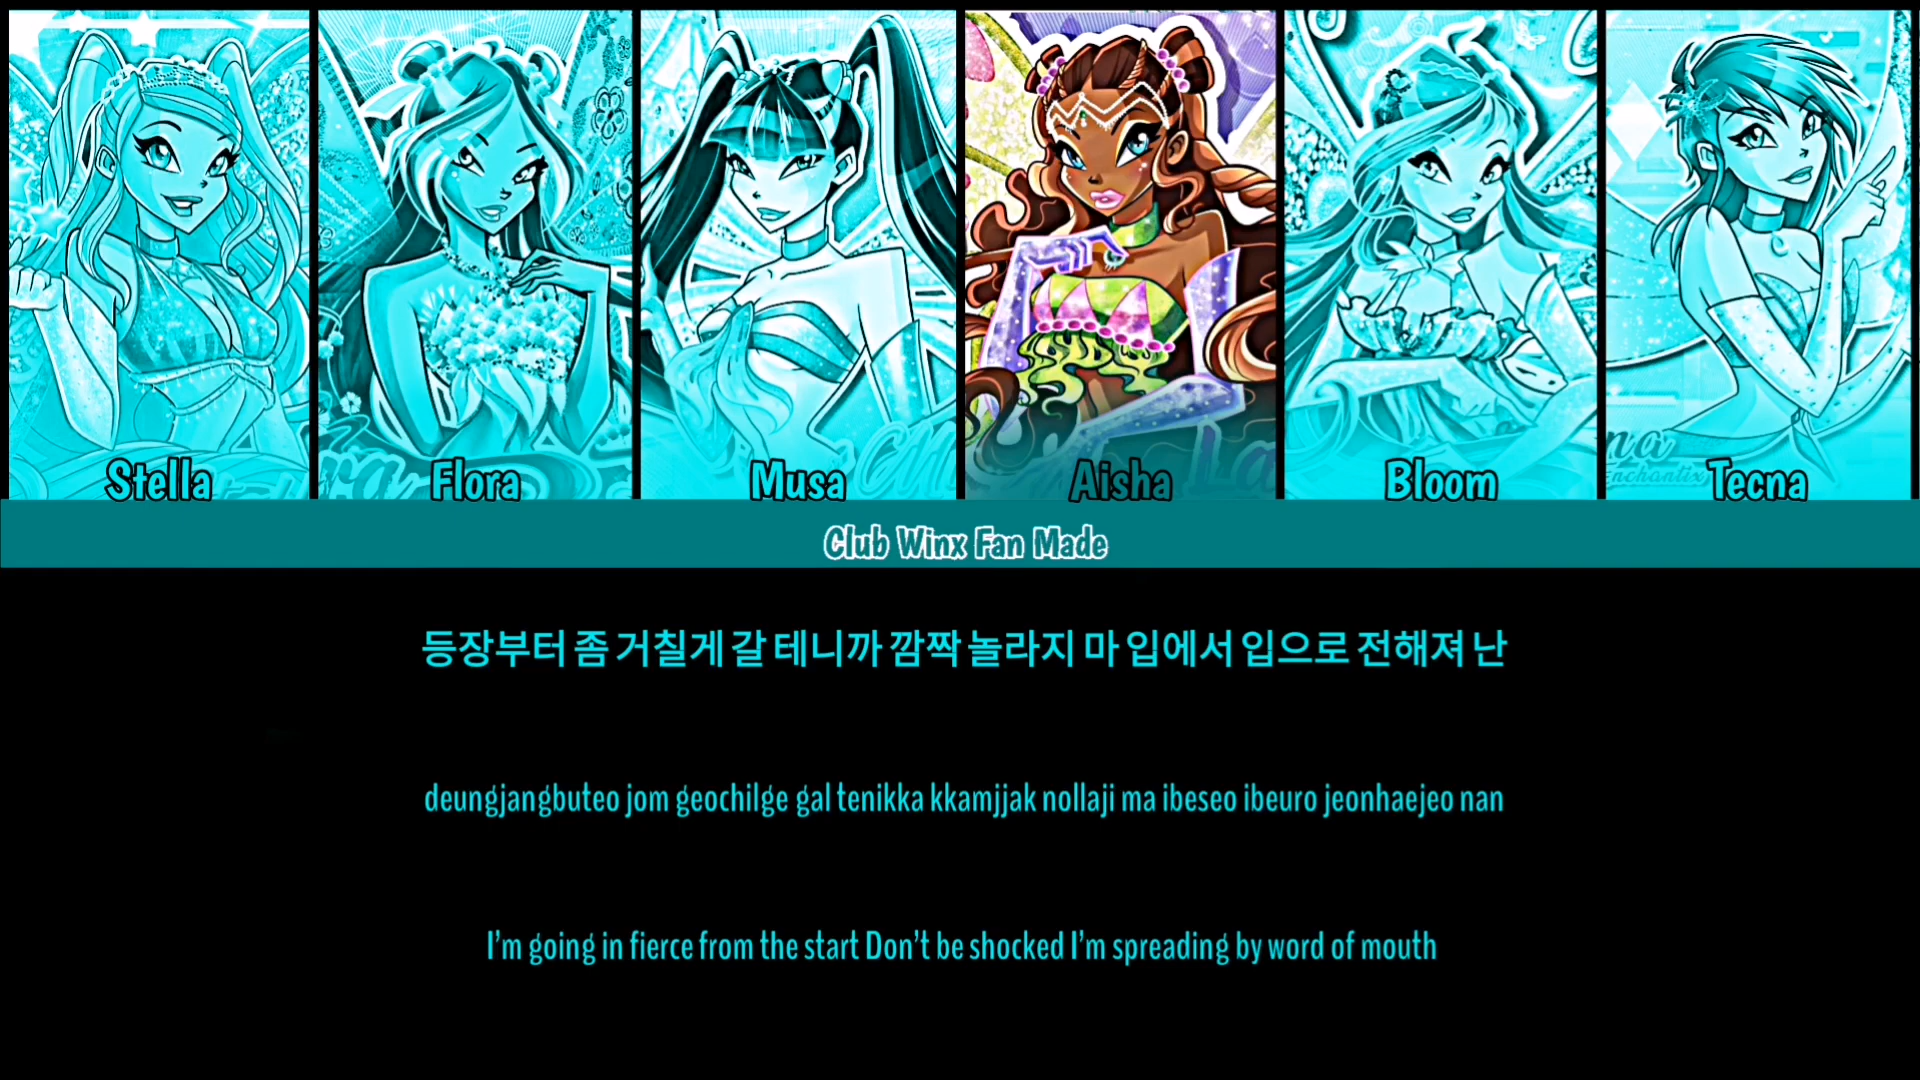 Stella
Flora
Musa
Aisha
Bloom
Tecna
Enchantix
Club Winx Fan Made
등장부터 좀 거칠게 갈 테니까 깜짝 놀라지 마 입에서 입으로 전해져 난
deungjangbuteo jom geochilge gal tenikka kkamjjak nollaji ma ibeseo ibeuro jeonhaejeo nan
I'm going in fierce from the start Don't be shocked I'm spreading by word of mouth